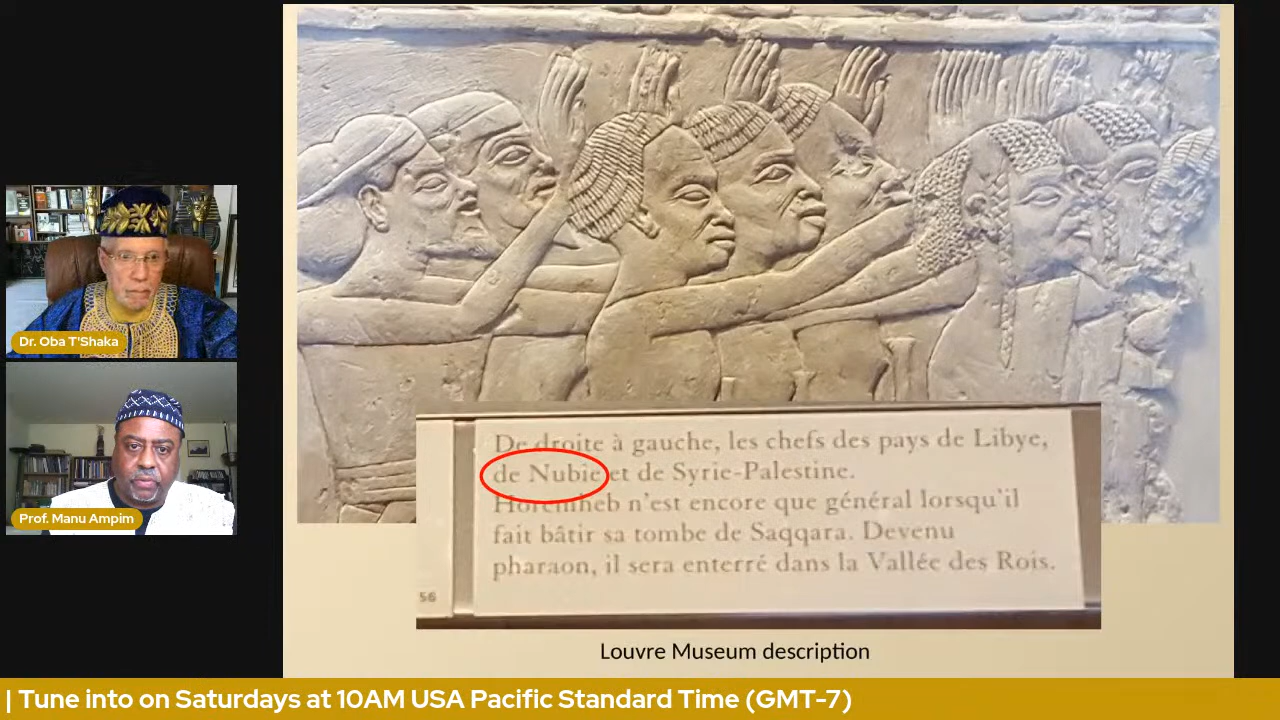 Dr. Oba T'Shaka
Prof. Manu Ampim
De droite à gauche, les chefs des pays de Libye,
de Nubie et de Syrie-Palestine.
Horemheb n'est encore que général lorsqu'il
fait bâtir sa tombe de Saqqara. Devenu
pharaon, il sera enterré dans la Vallée des Rois.
56
Louvre Museum description
| Tune into on Saturdays at 10AM USA Pacific Standard Time (GMT-7)